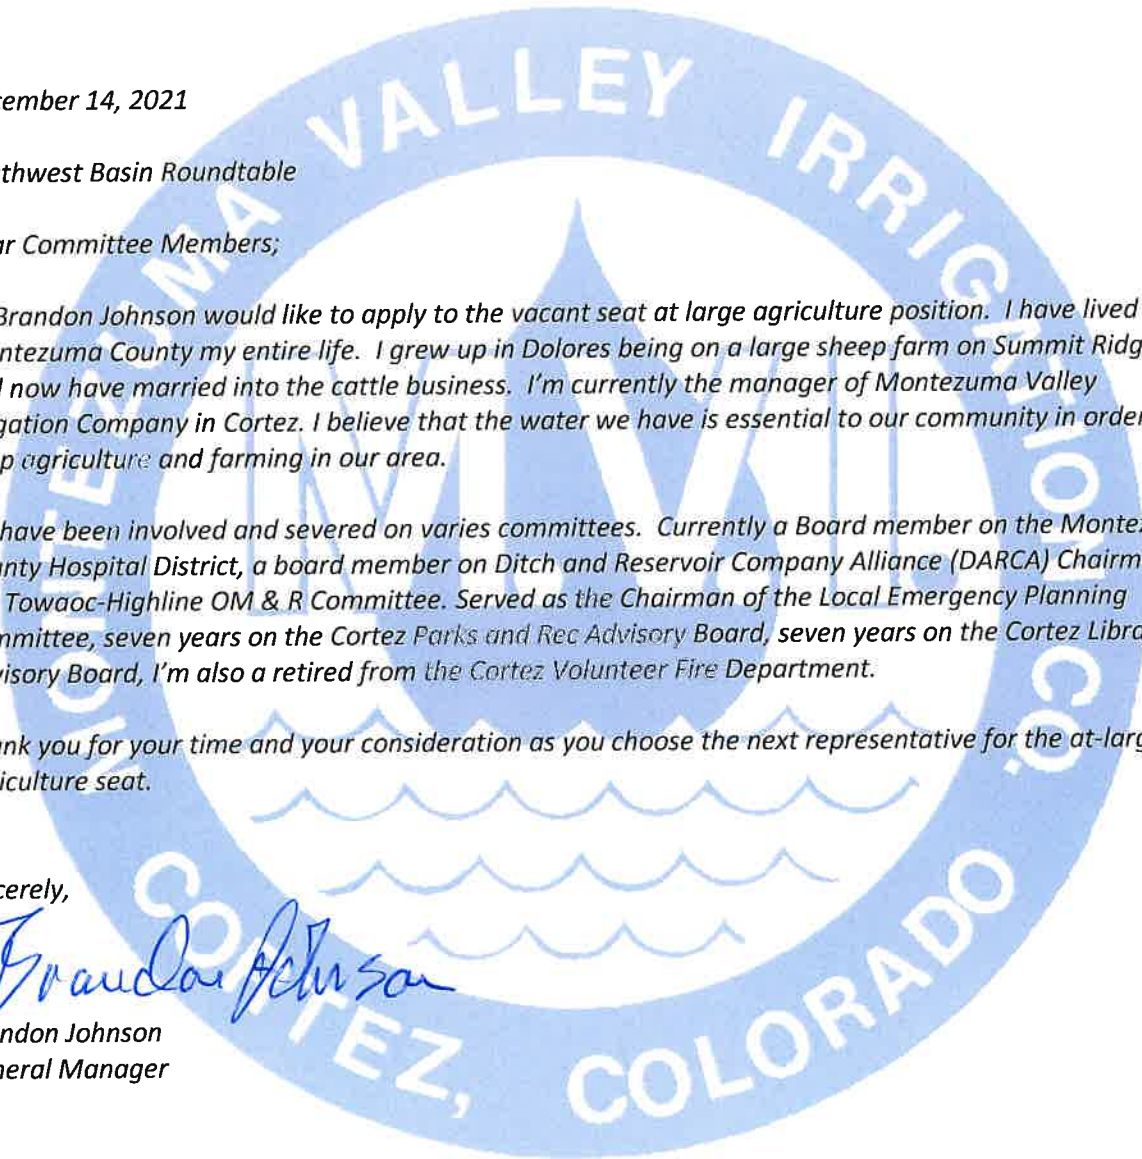 cember 14, 2021
thwest Basin Roundtable
ar Committee Members;
Brandon Johnson would like to apply to the vacant seat at large agriculture position. I have lived
ntezuma County my entire life. I grew up in Dolores being on a large sheep farm on Summit Ridg
l now have married into the cattle business. I'm currently the manager of Montezuma Valley
gation Company in Cortez. I believe that the water we have is essential to our community in order
p agriculture and farming in our area.
have been involved and severed on varies committees. Currently a Board member on the Montez
nty Hospital District, a board member on Ditch and Reservoir Company Alliance (DARCA) Chairm
Towaoc-Highline OM & R Committee. Served as the Chairman of the Local Emergency Planning
mmittee, seven years on the Cortez Parks and Rec Advisory Board, seven years on the Cortez Libra
visory Board, I'm also a retired from the Cortez Volunteer Fire Department.
nk you for your time and your consideration as you choose the next representative for the at-larg
iculture seat.
cerely,
Brandon Johnson
ndon Johnson
neral Manager
MONTEZUMA VALLEY IRRIGATION CO.
M.V.I.
CORTEZ, COLORADO